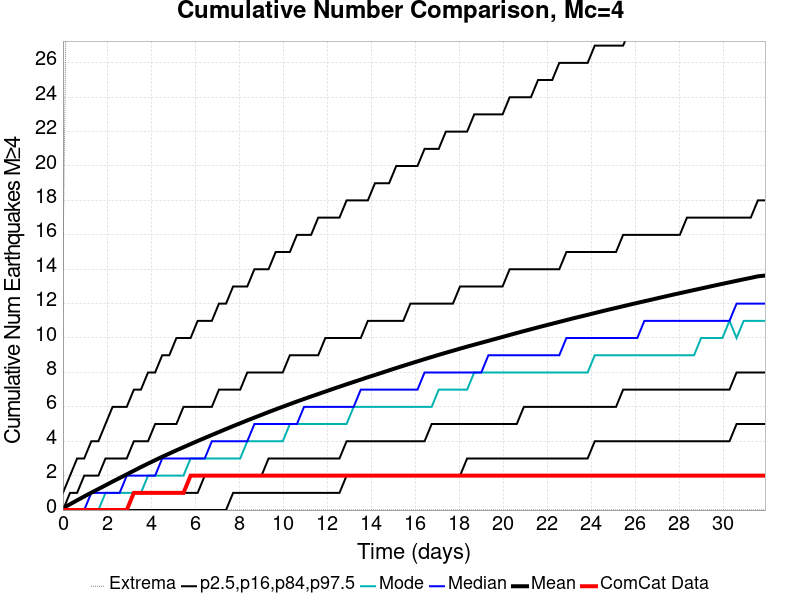 Cumulative Number Comparison, Mc=4
Cumulative Num Earthquakes M≥4
26
24
22
20
18
16
14
12
10
8
6
4
2
0
0 2 4 6 8 10 12 14 16 18 20 22 24 26 28 30
Time (days)
Extrema p2.5,p16,p84,p97.5 Mode Median Mean ComCat Data